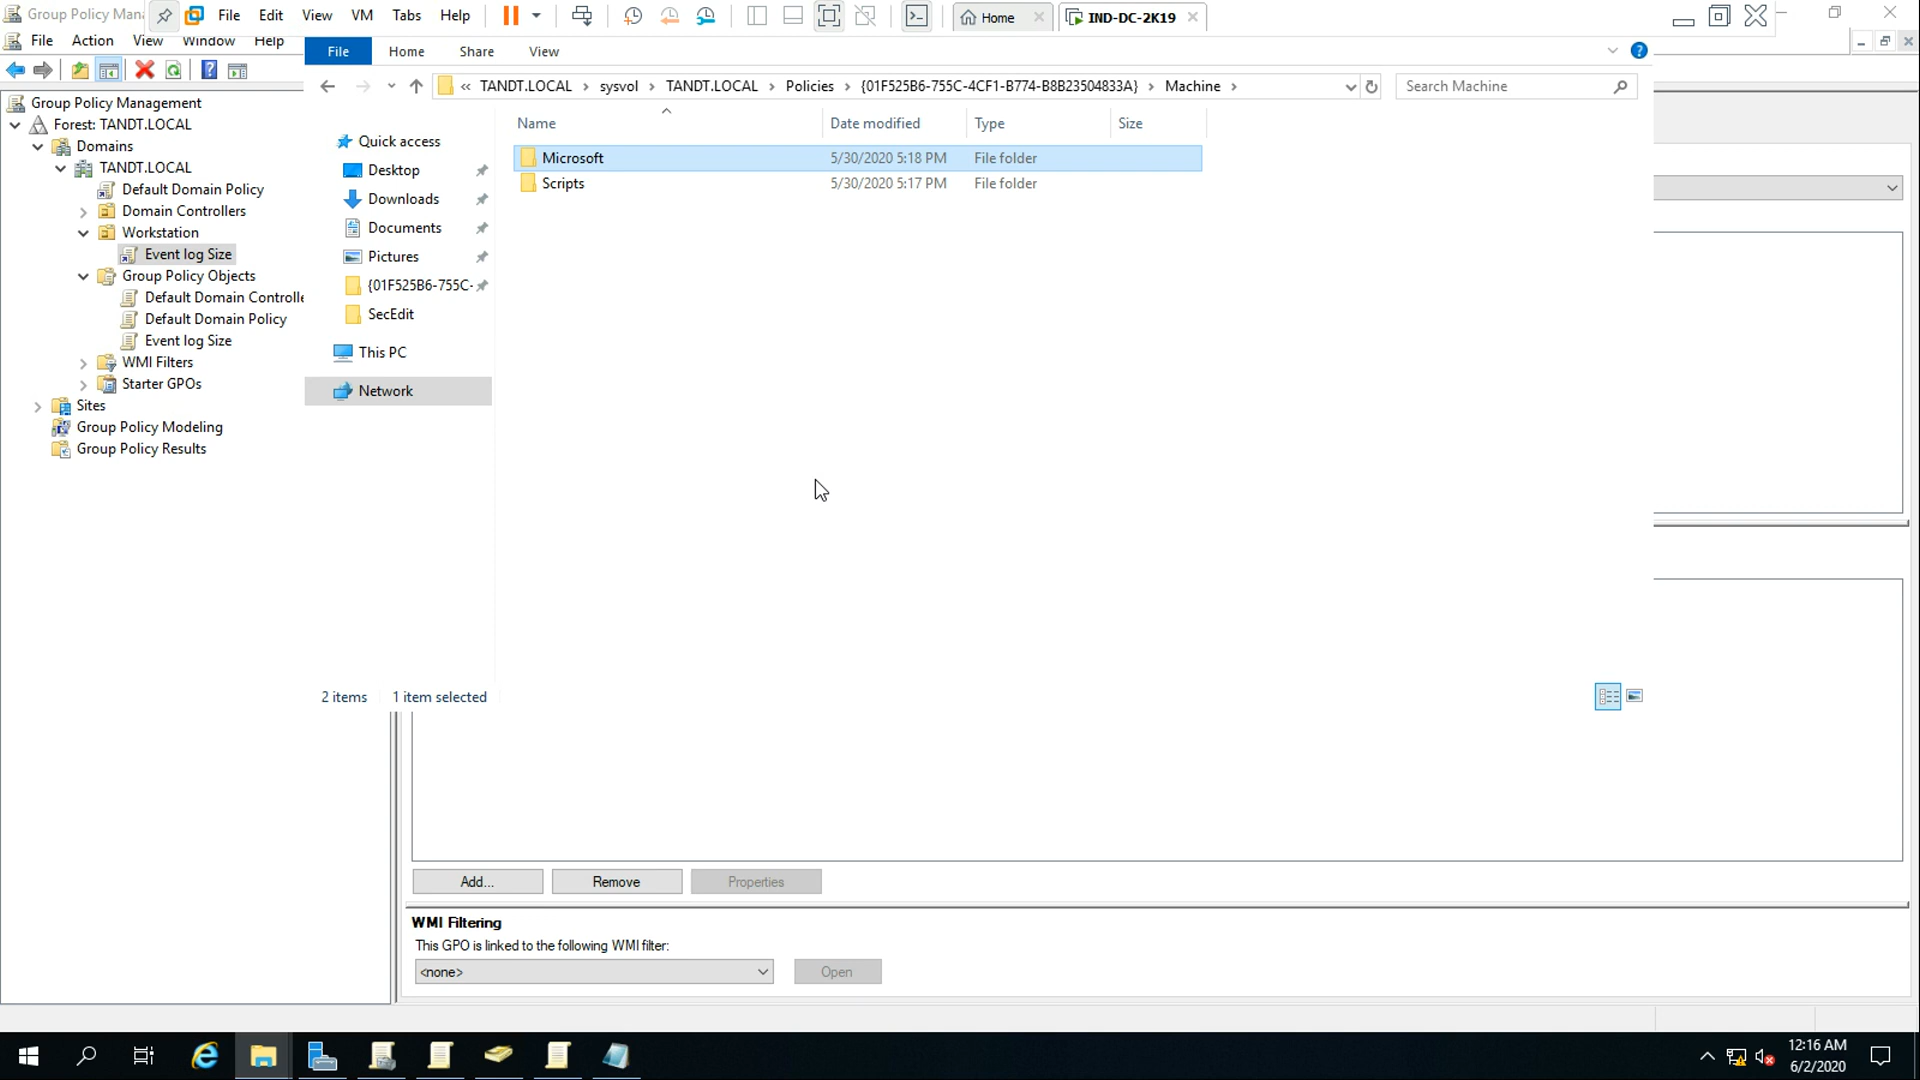 Group Policy Mana
File Edit View VM Tabs Help
Home
IND-DC-2K19
File Action View Window Help
File Home Share View
« TANDT.LOCAL > sysvol > TANDT.LOCAL > Policies > {01F525B6-755C-4CF1-B774-B8B23504833A} > Machine >
Search Machine
Group Policy Management
Forest: TANDT.LOCAL
Domains
TANDT.LOCAL
Default Domain Policy
Domain Controllers
Workstation
Event log Size
Group Policy Objects
Default Domain Controlle
Default Domain Policy
Event log Size
WMI Filters
Starter GPOs
Sites
Group Policy Modeling
Group Policy Results
Quick access
Desktop
Downloads
Documents
Pictures
{01F525B6-755C-
SecEdit
This PC
Network
Name Date modified Type Size
Microsoft 5/30/2020 5:18 PM File folder
Scripts 5/30/2020 5:17 PM File folder
2 items 1 item selected
Add... Remove Properties
WMI Filtering
This GPO is linked to the following WMI filter:
<none> Open
12:16 AM
6/2/2020